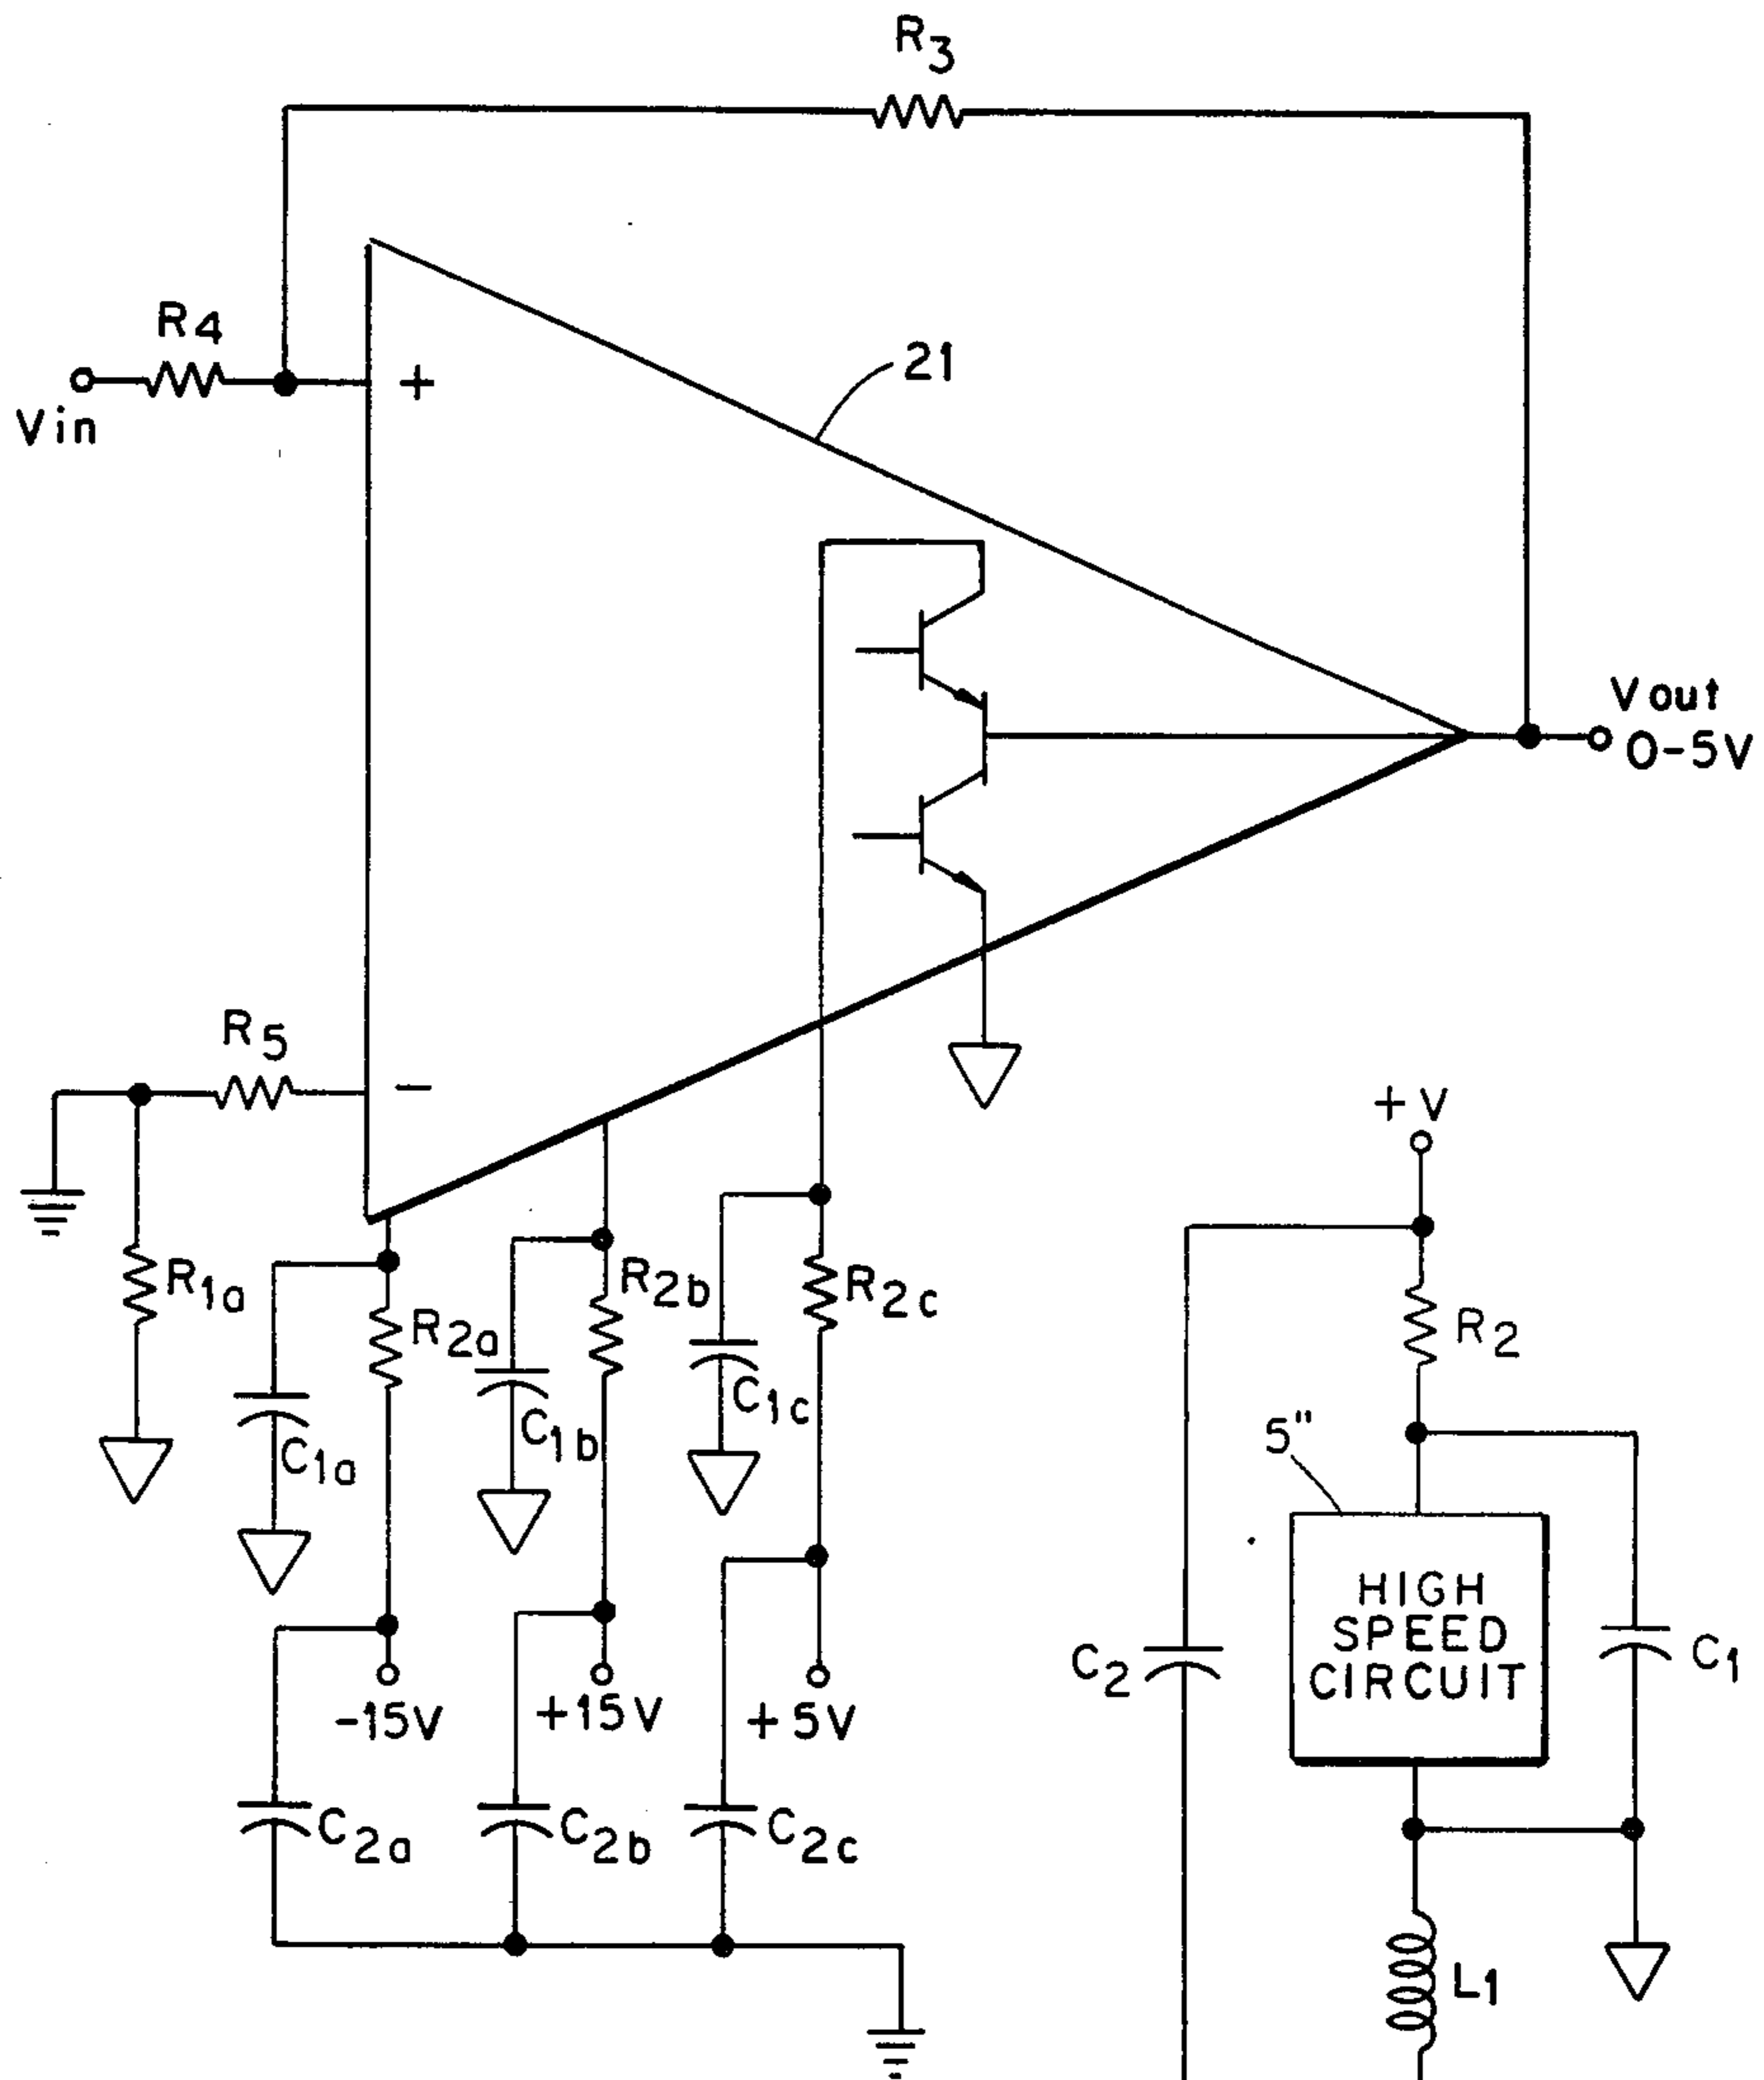 R3
R4
Vin
+
21
Vout
0-5V
R5
−
+V
R1a
R2a
R2b
R2c
R2
C1a
C1b
C1c
5"
HIGH
SPEED
CIRCUIT
C2
C1
-15V
+15V
+5V
C2a
C2b
C2c
L1